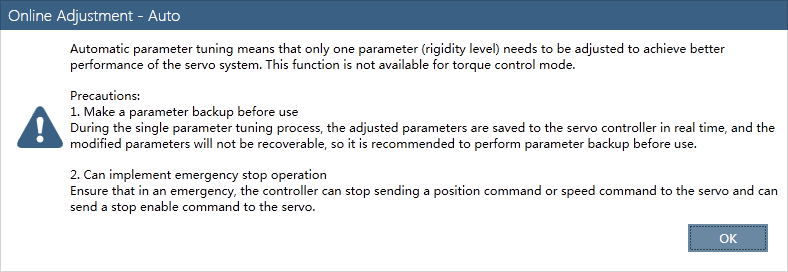 Online Adjustment - Auto
Automatic parameter tuning means that only one parameter (rigidity level) needs to be adjusted to achieve better
performance of the servo system. This function is not available for torque control mode.
Precautions:
1. Make a parameter backup before use
During the single parameter tuning process, the adjusted parameters are saved to the servo controller in real time, and the
modified parameters will not be recoverable, so it is recommended to perform parameter backup before use.
2. Can implement emergency stop operation
Ensure that in an emergency, the controller can stop sending a position command or speed command to the servo and can
send a stop enable command to the servo.
OK